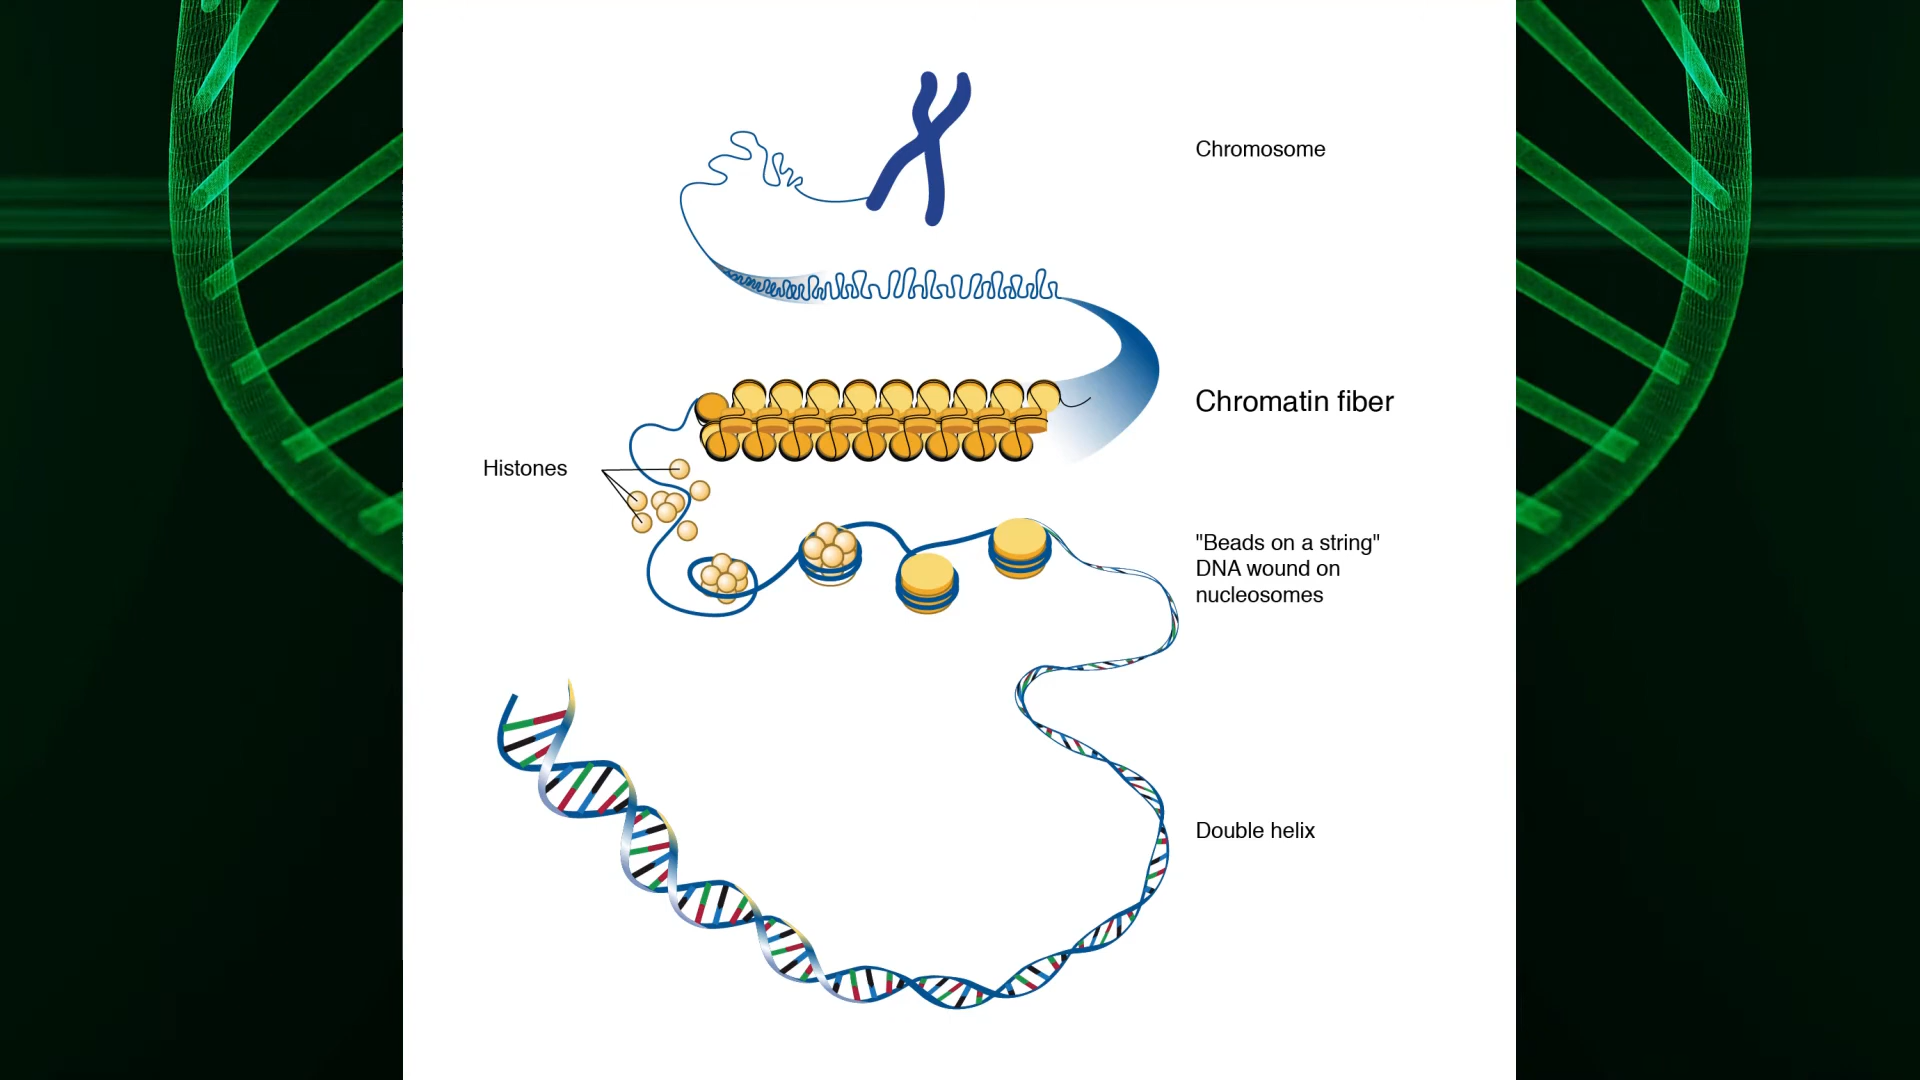 Chromosome
Chromatin fiber
Histones
"Beads on a string"
DNA wound on
nucleosomes
Double helix